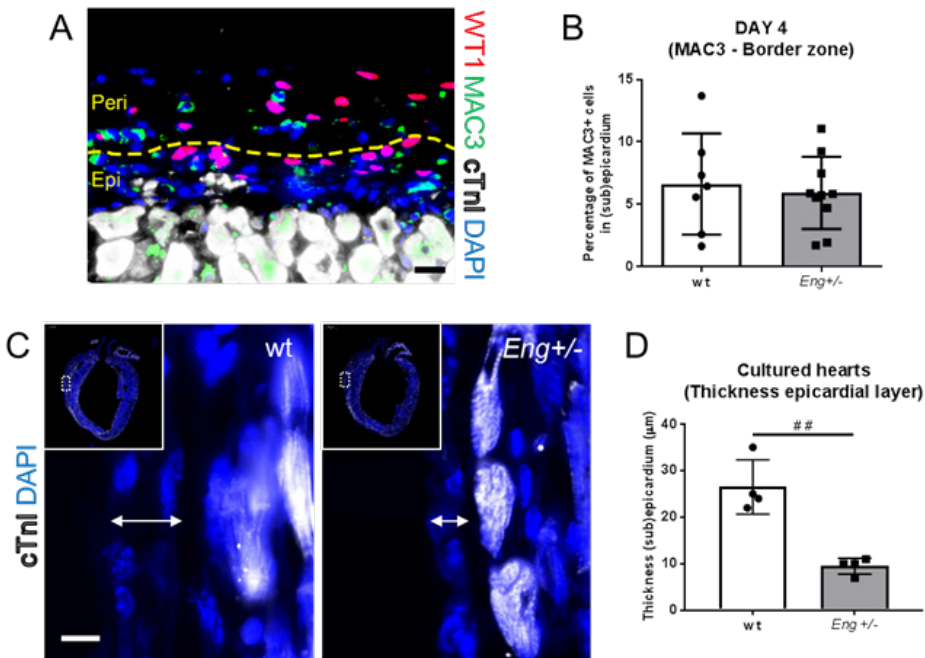 A
WT1 MAC3 cTnI DAPI
Peri
Epi
B
DAY 4
(MAC3 - Border zone)
Percentage of MAC3+ cells
in (sub)epicardium
15
10
5
0
wt
Eng+/-
C
cTnI DAPI
wt
Eng+/-
D
Cultured hearts
(Thickness epicardial layer)
Thickness (sub)epicardium (µm)
40
30
20
10
0
##
wt
Eng+/-